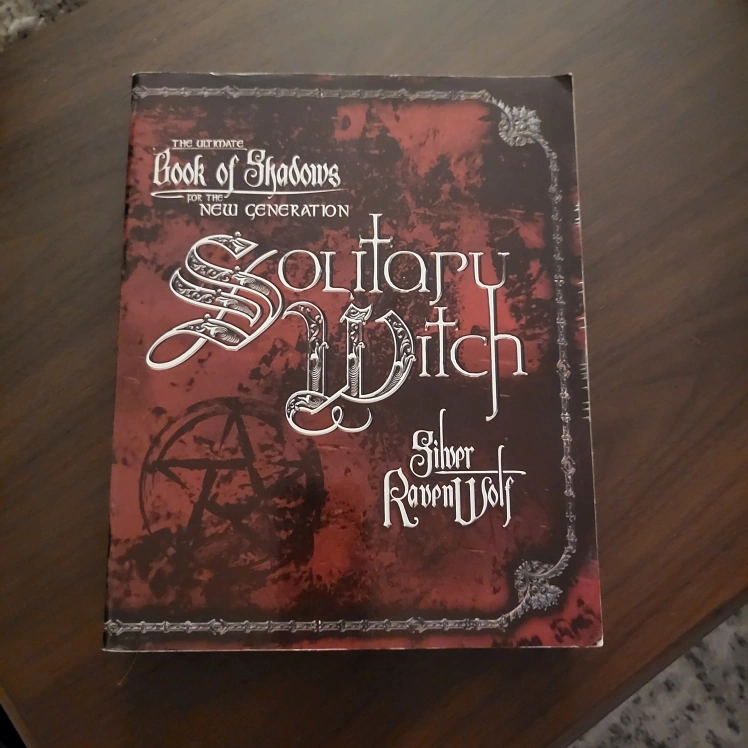 THE ULTIMATE
Book of Shadows
FOR THE
NEW GENERATION
Solitary
Witch
Silver
RavenWolf